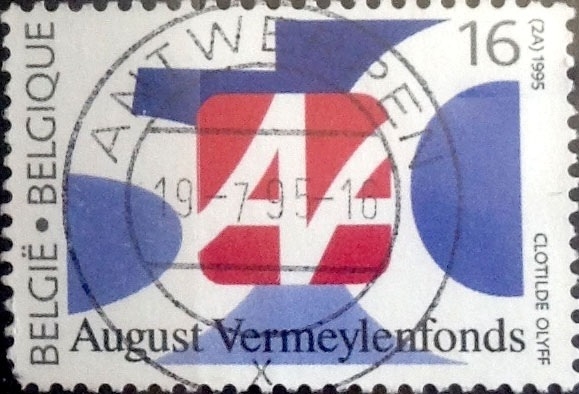 BELGIË • BELGIQUE
16
(2A) 1995
ANTWERPEN
19-7 95-16
X
CLOTILDE OLYFF
August Vermeylenfonds